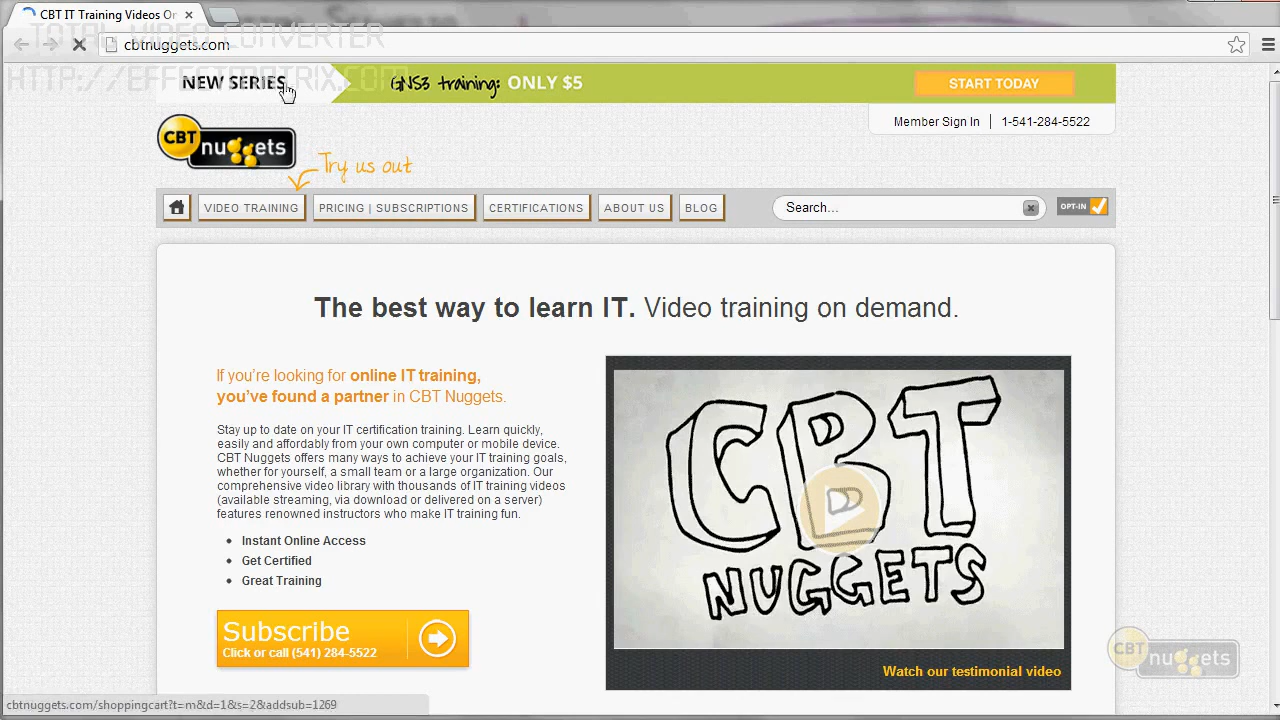 CBT IT Training Videos On
TOTAL VIDEO CONVERTER
cbtnuggets.com
HTTP://EFFECTMATRIX.COM
NEW SERIES
GNS3 training: ONLY $5
START TODAY
Member Sign In | 1-541-284-5522
CBT nuggets
Try us out
VIDEO TRAINING
PRICING | SUBSCRIPTIONS
CERTIFICATIONS
ABOUT US
BLOG
Search...
OPT-IN
The best way to learn IT. Video training on demand.
If you're looking for online IT training,
you've found a partner in CBT Nuggets.
Stay up to date on your IT certification training. Learn quickly,
easily and affordably from your own computer or mobile device.
CBT Nuggets offers many ways to achieve your IT training goals,
whether for yourself, a small team or a large organization. Our
comprehensive video library with thousands of IT training videos
(available streaming, via download or delivered on a server)
features renowned instructors who make IT training fun.
• Instant Online Access
• Get Certified
• Great Training
Subscribe
Click or call (541) 284-5522
CBT
NUGGETS
Watch our testimonial video
CBT nuggets
cbtnuggets.com/shoppingcart?t=m&d=1&s=2&addsub=1269